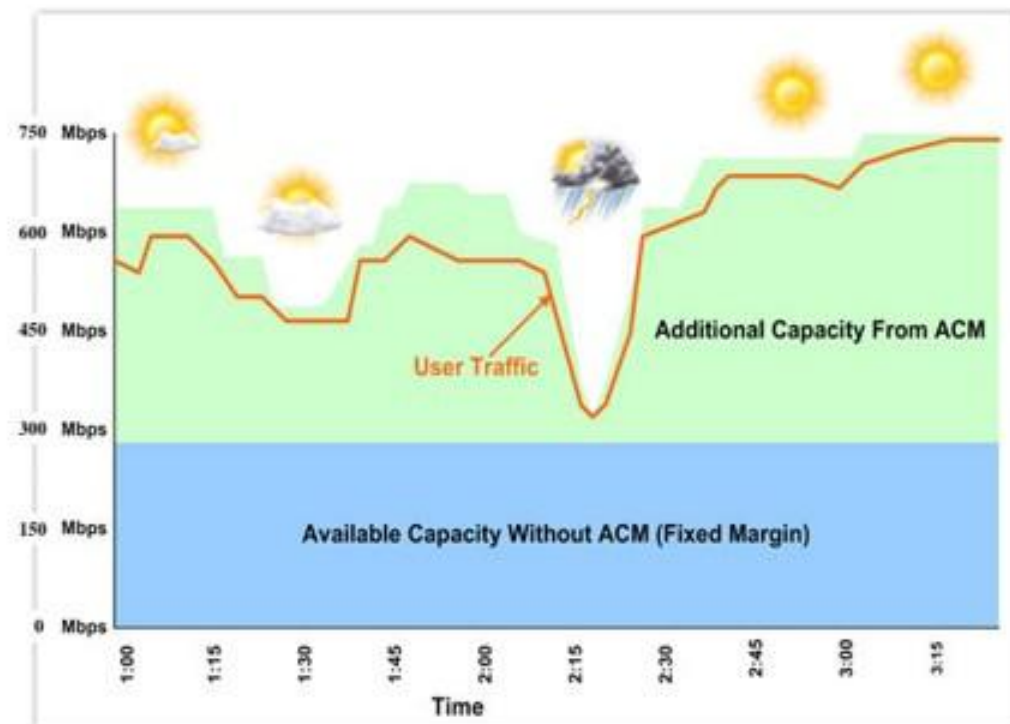 750 Mbps
600 Mbps
450 Mbps
300 Mbps
150 Mbps
0 Mbps
User Traffic
Additional Capacity From ACM
Available Capacity Without ACM (Fixed Margin)
1:00
1:15
1:30
1:45
2:00
2:15
2:30
2:45
3:00
3:15
Time